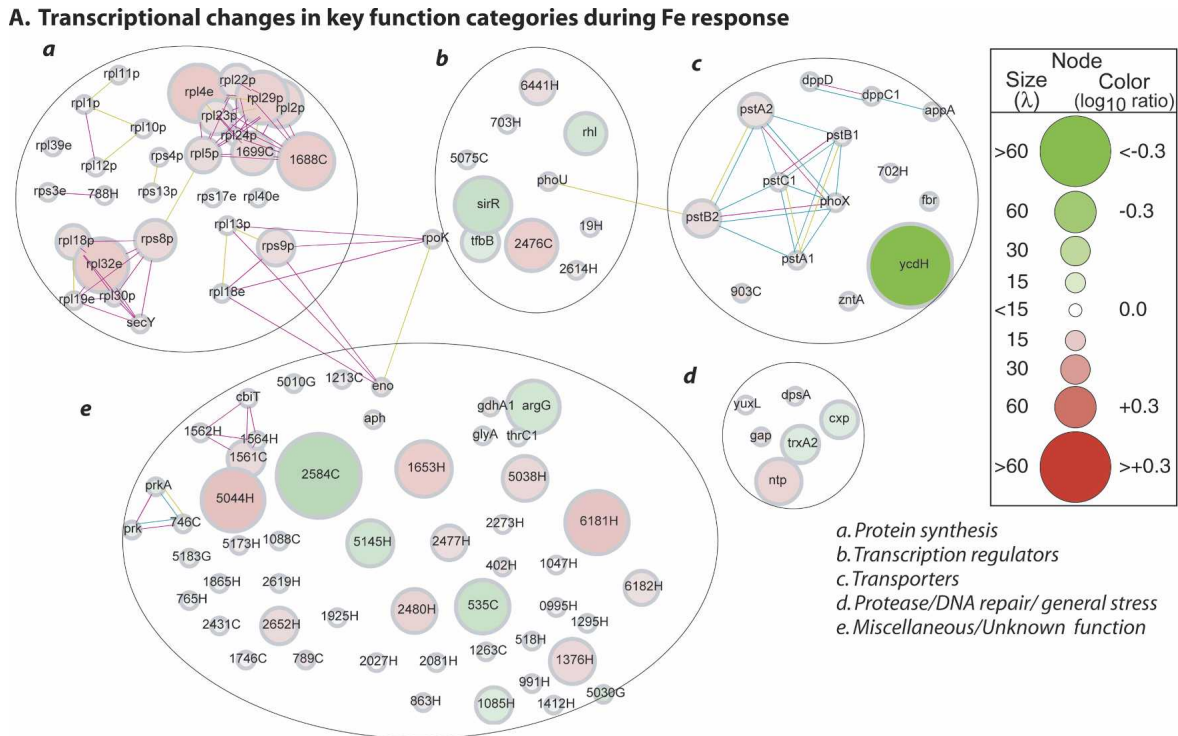 A. Transcriptional changes in key function categories during Fe response
a
rpl11p
rpl1p
rpl10p
rpl39e
rpl12p
rps4p
rps3e
788H
rps13p
rpl4e
rpl22p
rpl29p
rpl2p
rpl23p
rpl24p
rpl5p
1699C
1688C
rps17e
rpl40e
rpl18p
rps8p
rpl32e
rpl19e
rpl30p
secY
rpl13p
rps9p
rpl18e
rpoK
b
6441H
703H
rhl
5075C
phoU
sirR
tfbB
2476C
19H
2614H
c
dppD
dppC1
appA
pstA2
pstB1
pstC1
702H
phoX
fbr
pstB2
pstA1
ycdH
903C
zntA
Node
Size
(λ)
Color
(log10 ratio)
>60 <-0.3
60 -0.3
30
15
<15 0.0
15
30
60 +0.3
>60 >+0.3
d
yuxL
dpsA
cxp
gap
trxA2
ntp
e
5010G
1213C
eno
cbiT
aph
gdhA1
argG
glyA
thrC1
1562H
1564H
1561C
2584C
1653H
5038H
5044H
prkA
prk
746C
5173H
1088C
5183G
5145H
2477H
2273H
6181H
402H
1047H
1865H
2619H
6182H
765H
2431C
2652H
1925H
2480H
535C
0995H
1295H
518H
1263C
1746C
789C
2027H
2081H
1376H
991H
863H
1085H
1412H
5030G
a. Protein synthesis
b. Transcription regulators
c. Transporters
d. Protease/DNA repair/ general stress
e. Miscellaneous/Unknown function